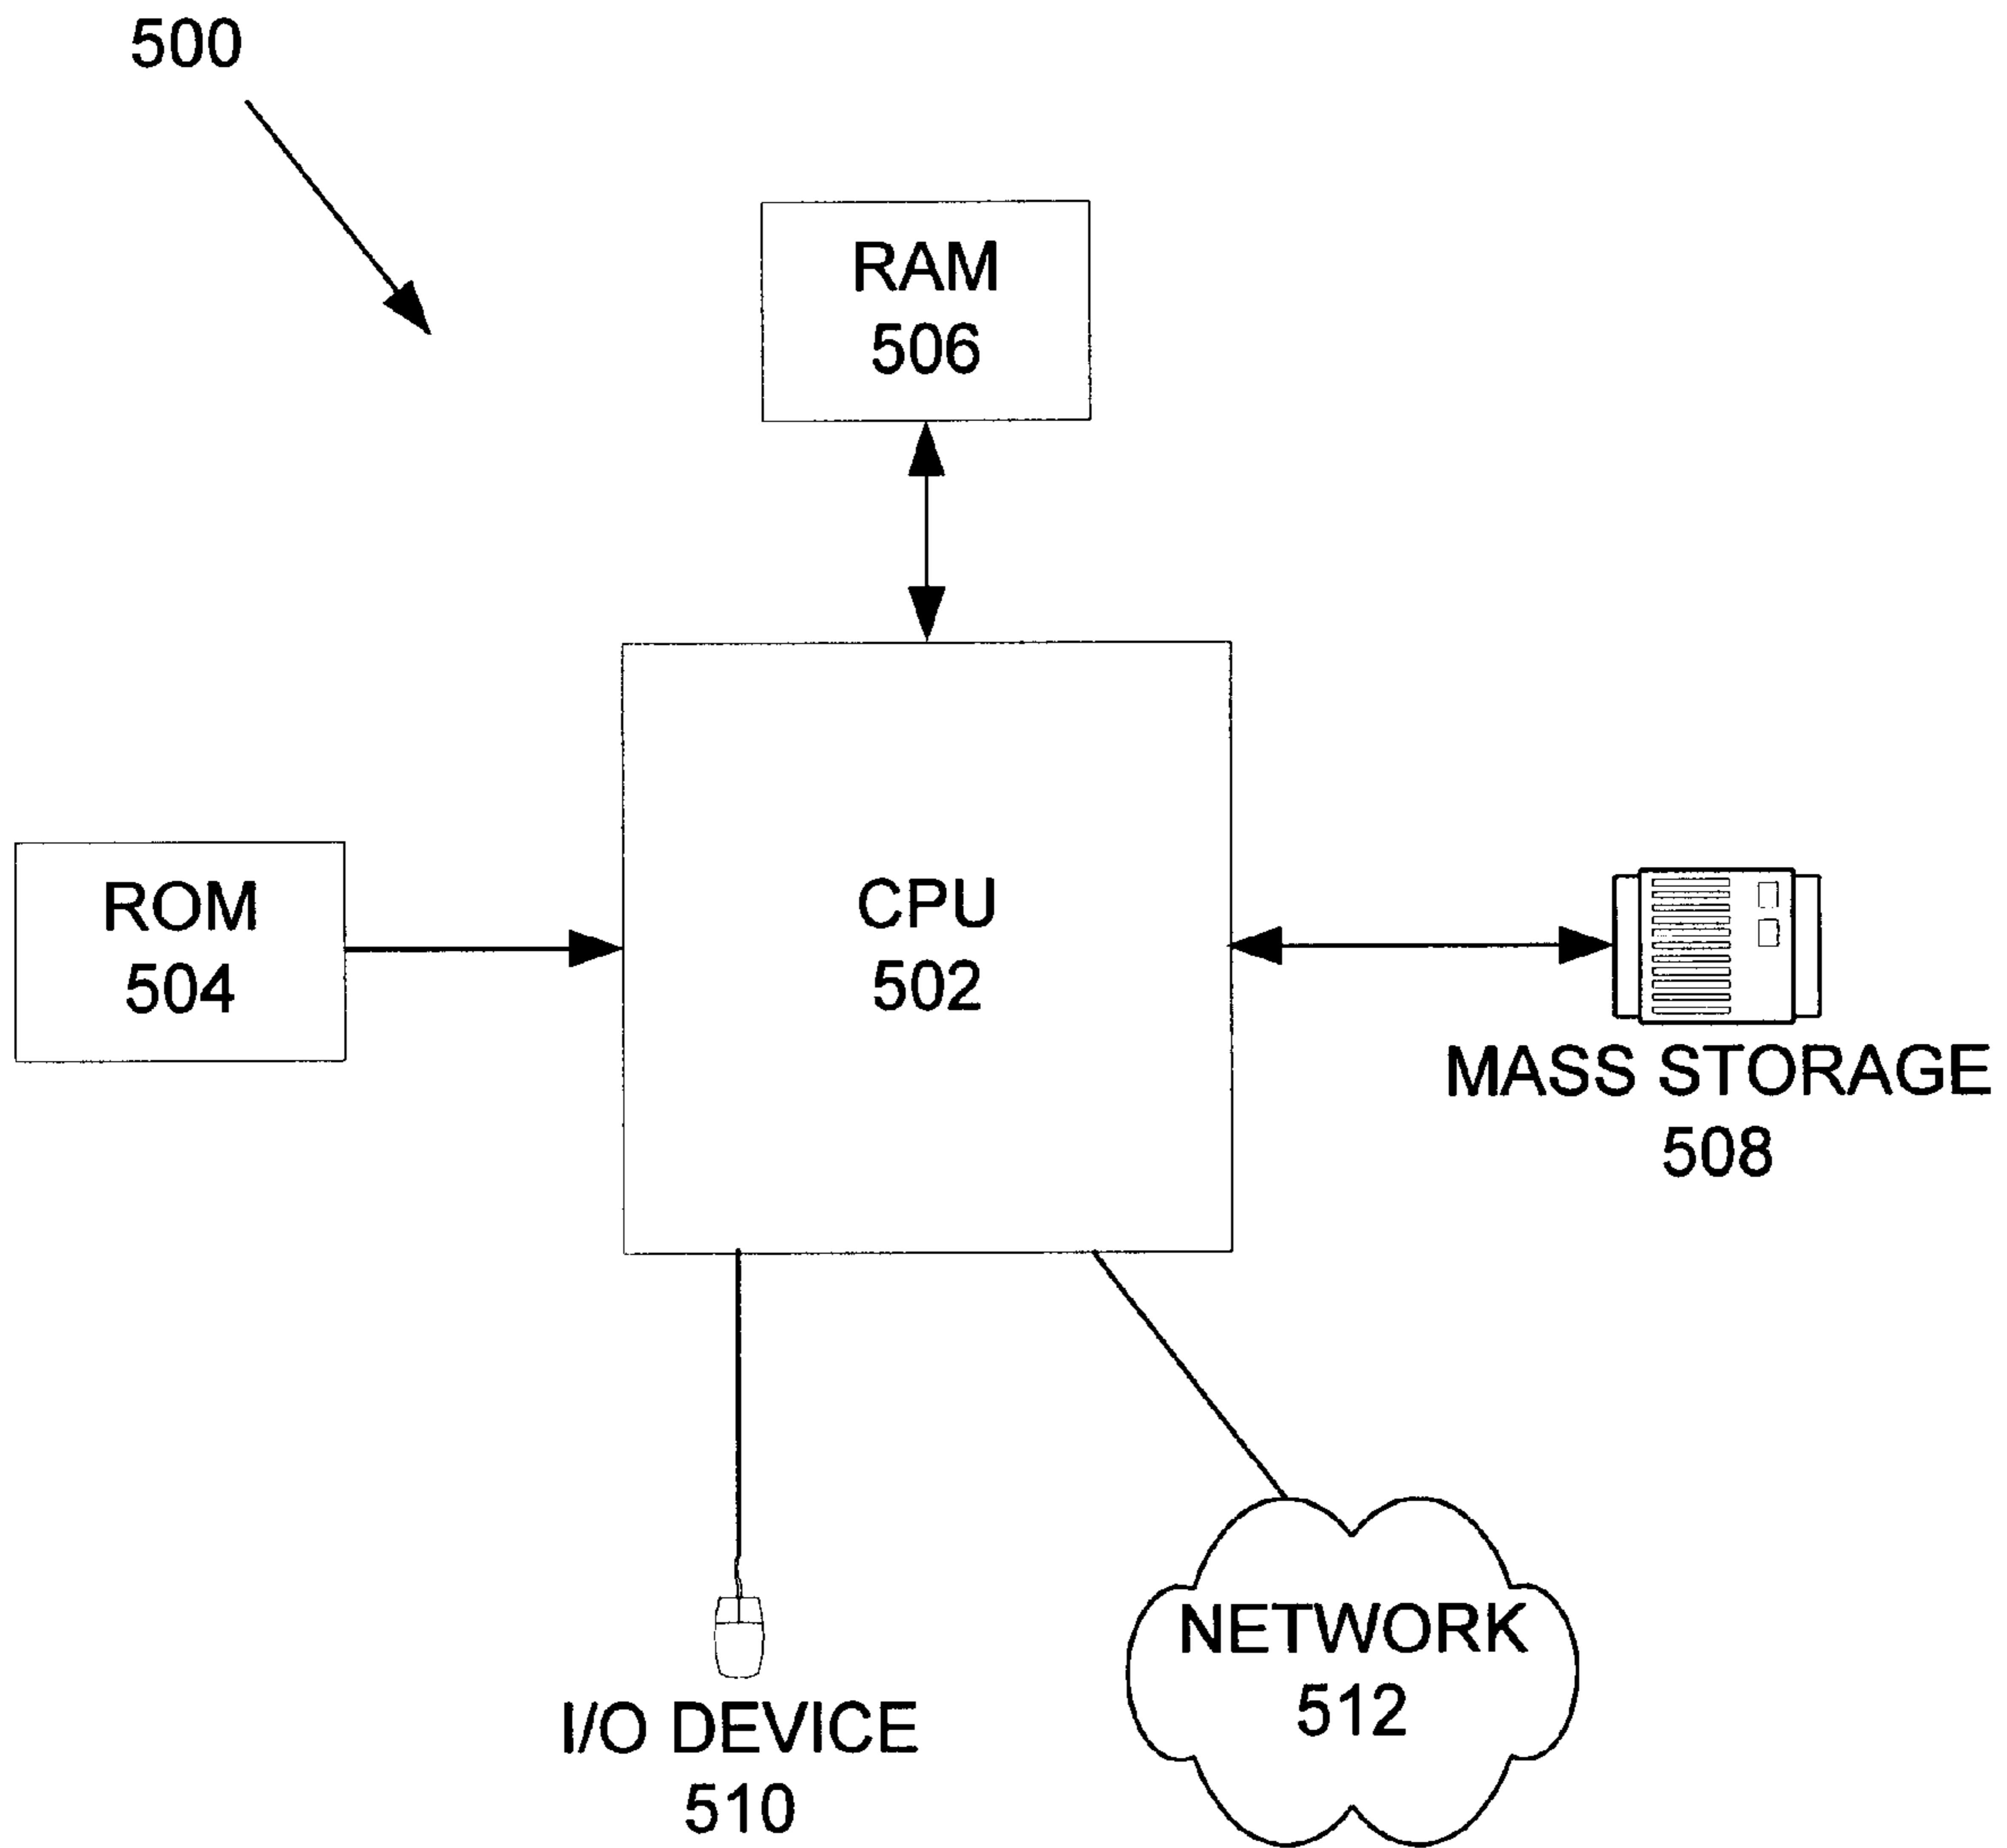 500
RAM
506
ROM
504
CPU
502
MASS STORAGE
508
I/O DEVICE
510
NETWORK
512